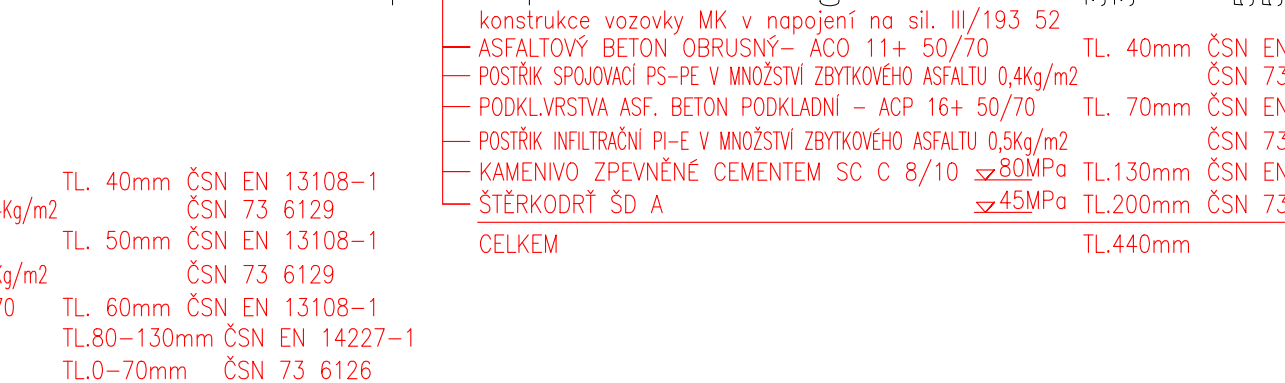 konstrukce vozovky MK v napojení na sil. III/193 52
ASFALTOVÝ BETON OBRUSNÝ– ACO 11+ 50/70 TL. 40mm ČSN EN
POSTŘIK SPOJOVACÍ PS–PE V MNOŽSTVÍ ZBYTKOVÉHO ASFALTU 0,4Kg/m2 ČSN 73
PODKL.VRSTVA ASF. BETON PODKLADNÍ – ACP 16+ 50/70 TL. 70mm ČSN EN
POSTŘIK INFILTRAČNÍ PI–E V MNOŽSTVÍ ZBYTKOVÉHO ASFALTU 0,5Kg/m2 ČSN 73
KAMENIVO ZPEVNĚNÉ CEMENTEM SC C 8/10 80MPa TL.130mm ČSN EN
ŠTĚRKODRŤ ŠD A 45MPa TL.200mm ČSN 73
CELKEM TL.440mm
TL. 40mm ČSN EN 13108–1
Kg/m2 ČSN 73 6129
TL. 50mm ČSN EN 13108–1
Kg/m2 ČSN 73 6129
70 TL. 60mm ČSN EN 13108–1
TL.80–130mm ČSN EN 14227–1
TL.0–70mm ČSN 73 6126